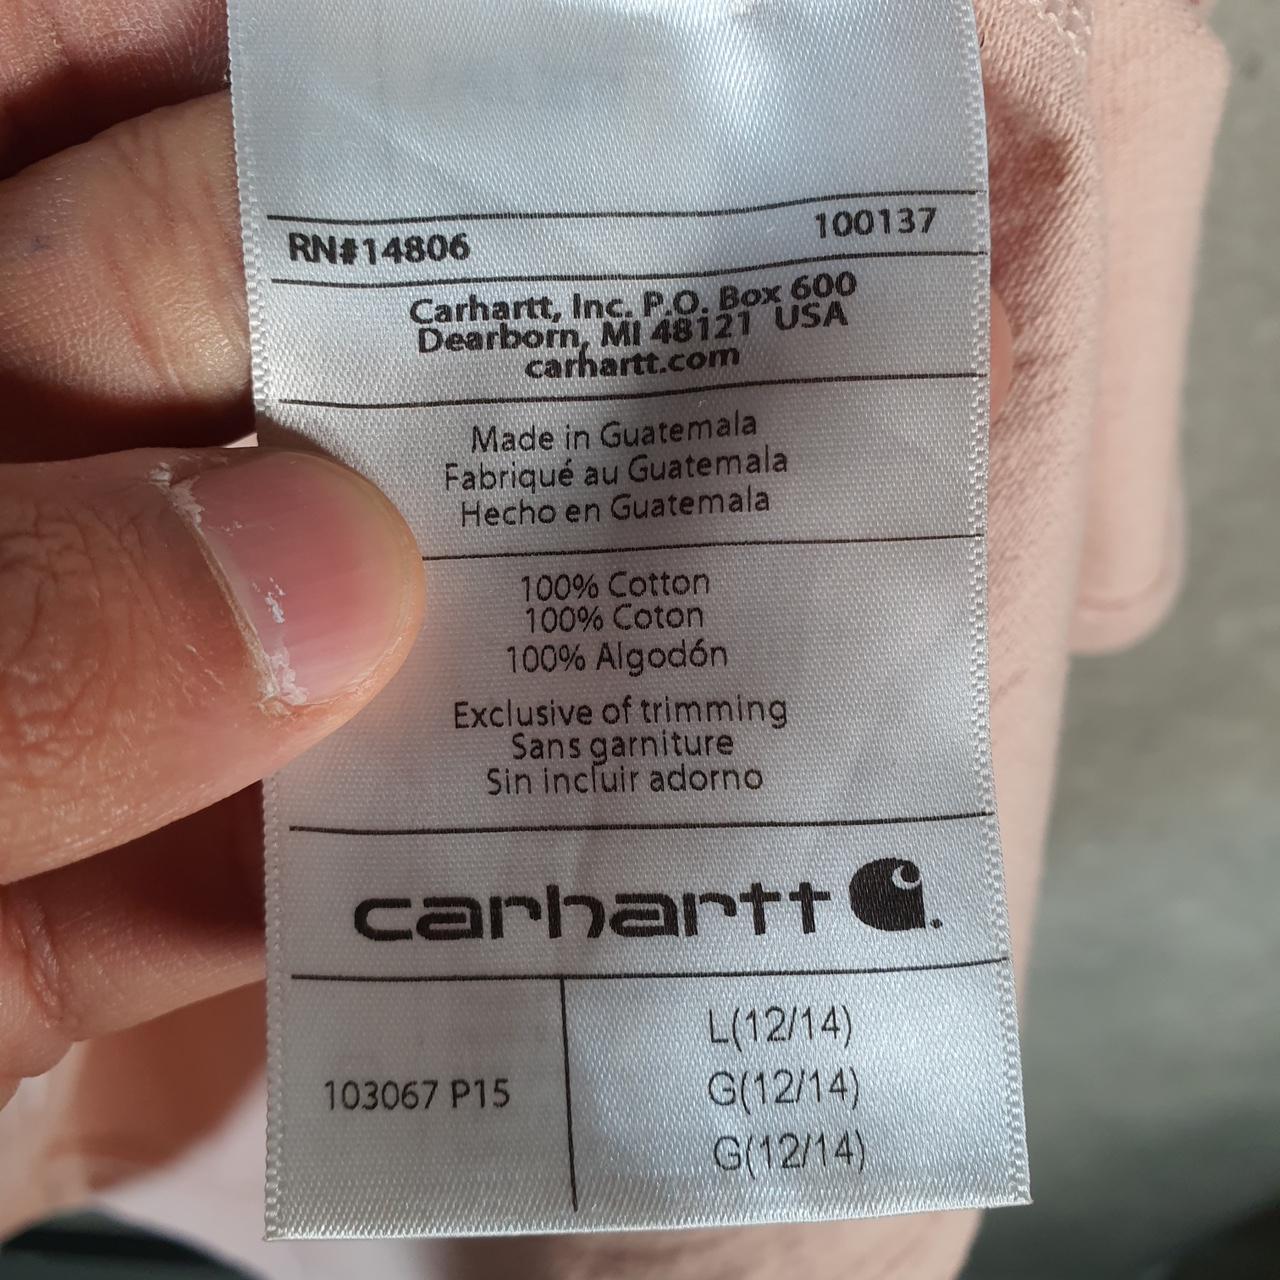 RN#14806 100137
Carhartt, Inc. P.O. Box 600
Dearborn, MI 48121 USA
carhartt.com
Made in Guatemala
Fabriqué au Guatemala
Hecho en Guatemala
100% Cotton
100% Coton
100% Algodón
Exclusive of trimming
Sans garniture
Sin incluir adorno
carhartt
103067 P15
L(12/14)
G(12/14)
G(12/14)